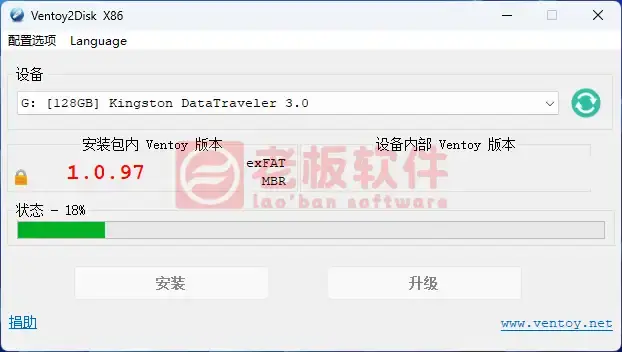 Ventoy2Disk X86
配置选项 Language
设备
G: [128GB] Kingston DataTraveler 3.0
安装包内 Ventoy 版本
设备内部 Ventoy 版本
1.0.97
exFAT
MBR
老板软件
lao'ban software
状态 - 18%
安装 升级
捐助
www.ventoy.net